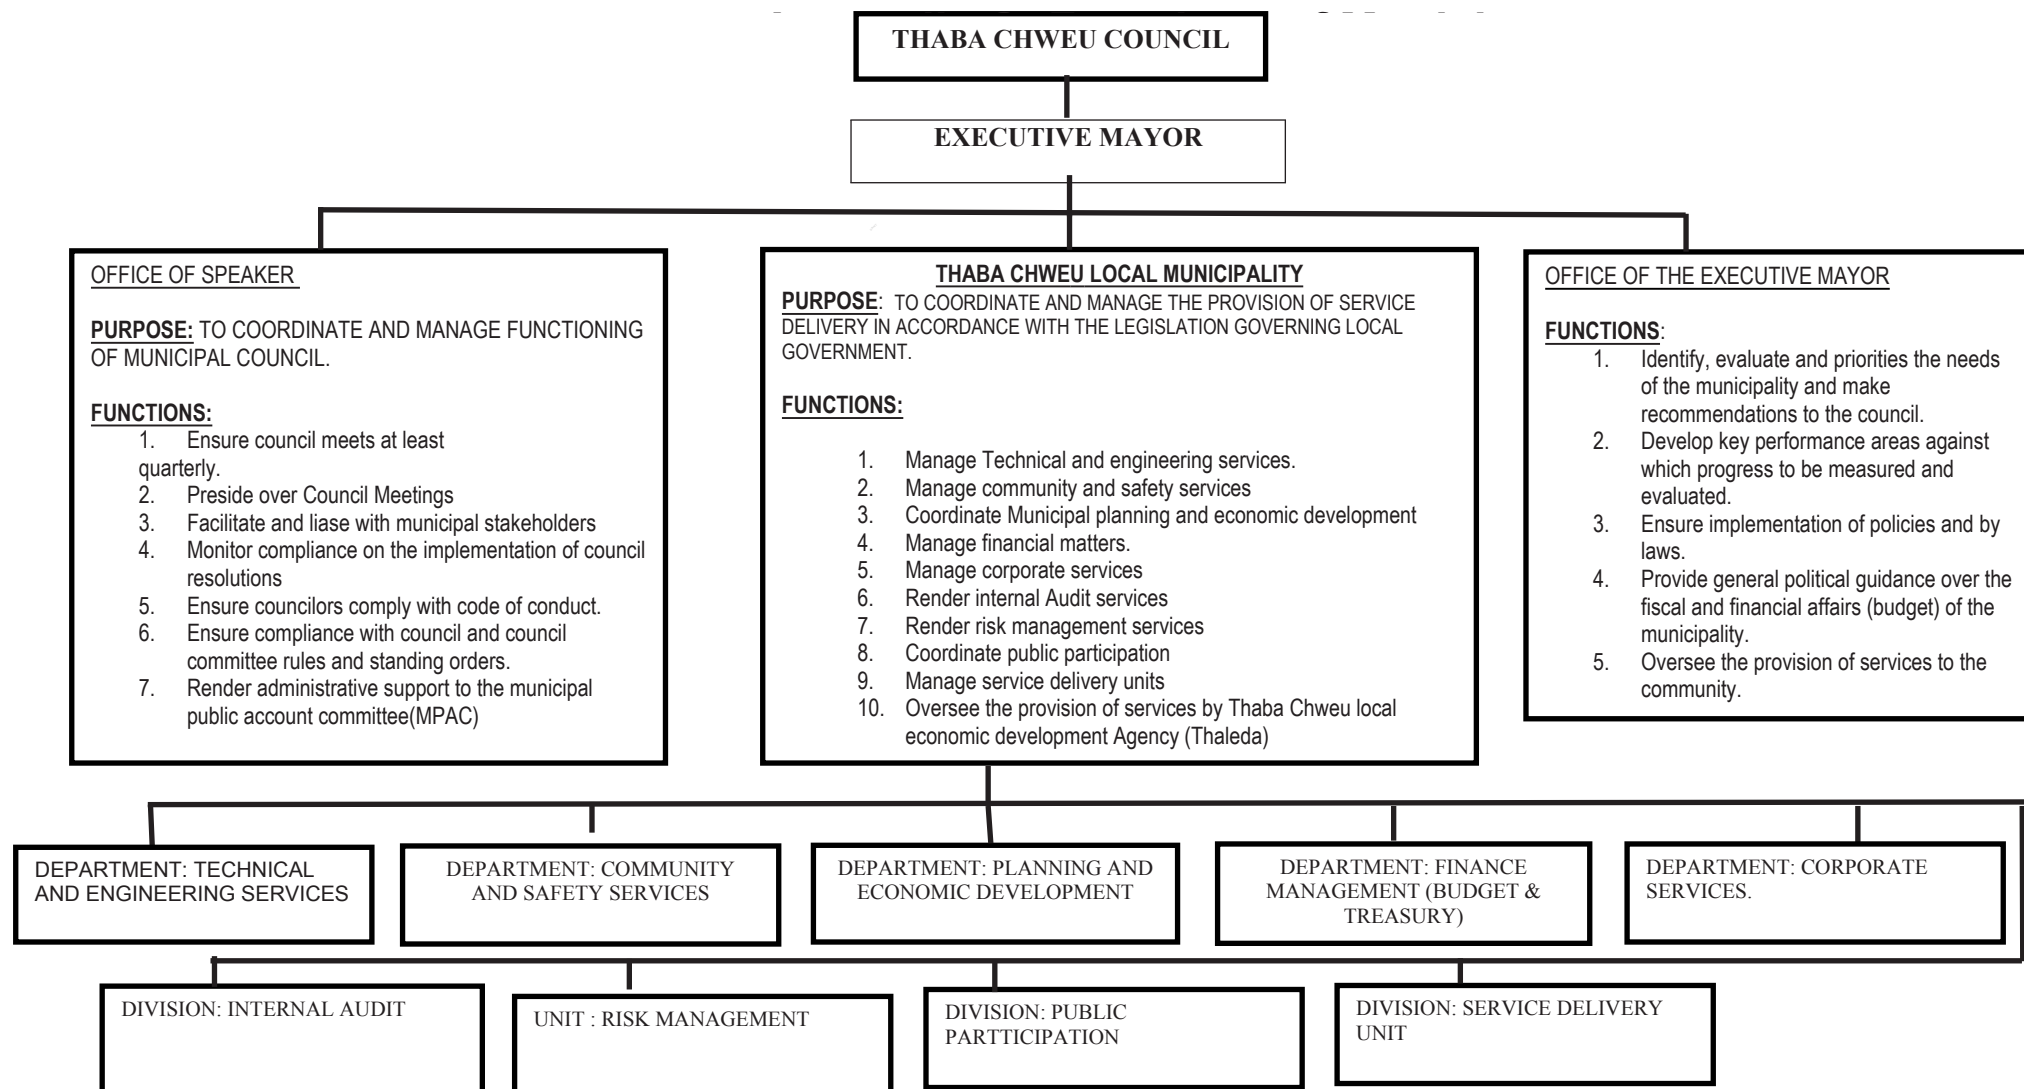 THABA CHWEU COUNCIL
EXECUTIVE MAYOR
OFFICE OF SPEAKER
PURPOSE: TO COORDINATE AND MANAGE FUNCTIONING
OF MUNICIPAL COUNCIL.
FUNCTIONS:
1. Ensure council meets at least
quarterly.
2. Preside over Council Meetings
3. Facilitate and liase with municipal stakeholders
4. Monitor compliance on the implementation of council
resolutions
5. Ensure councilors comply with code of conduct.
6. Ensure compliance with council and council
committee rules and standing orders.
7. Render administrative support to the municipal
public account committee(MPAC)
THABA CHWEU LOCAL MUNICIPALITY
PURPOSE: TO COORDINATE AND MANAGE THE PROVISION OF SERVICE
DELIVERY IN ACCORDANCE WITH THE LEGISLATION GOVERNING LOCAL
GOVERNMENT.
FUNCTIONS:
1. Manage Technical and engineering services.
2. Manage community and safety services
3. Coordinate Municipal planning and economic development
4. Manage financial matters.
5. Manage corporate services
6. Render internal Audit services
7. Render risk management services
8. Coordinate public participation
9. Manage service delivery units
10. Oversee the provision of services by Thaba Chweu local
economic development Agency (Thaleda)
OFFICE OF THE EXECUTIVE MAYOR
FUNCTIONS:
1. Identify, evaluate and priorities the needs
of the municipality and make
recommendations to the council.
2. Develop key performance areas against
which progress to be measured and
evaluated.
3. Ensure implementation of policies and by
laws.
4. Provide general political guidance over the
fiscal and financial affairs (budget) of the
municipality.
5. Oversee the provision of services to the
community.
DEPARTMENT: TECHNICAL
AND ENGINEERING SERVICES
DEPARTMENT: COMMUNITY
AND SAFETY SERVICES
DEPARTMENT: PLANNING AND
ECONOMIC DEVELOPMENT
DEPARTMENT: FINANCE
MANAGEMENT (BUDGET &
TREASURY)
DEPARTMENT: CORPORATE
SERVICES.
DIVISION: INTERNAL AUDIT
UNIT : RISK MANAGEMENT
DIVISION: PUBLIC
PARTTICIPATION
DIVISION: SERVICE DELIVERY
UNIT